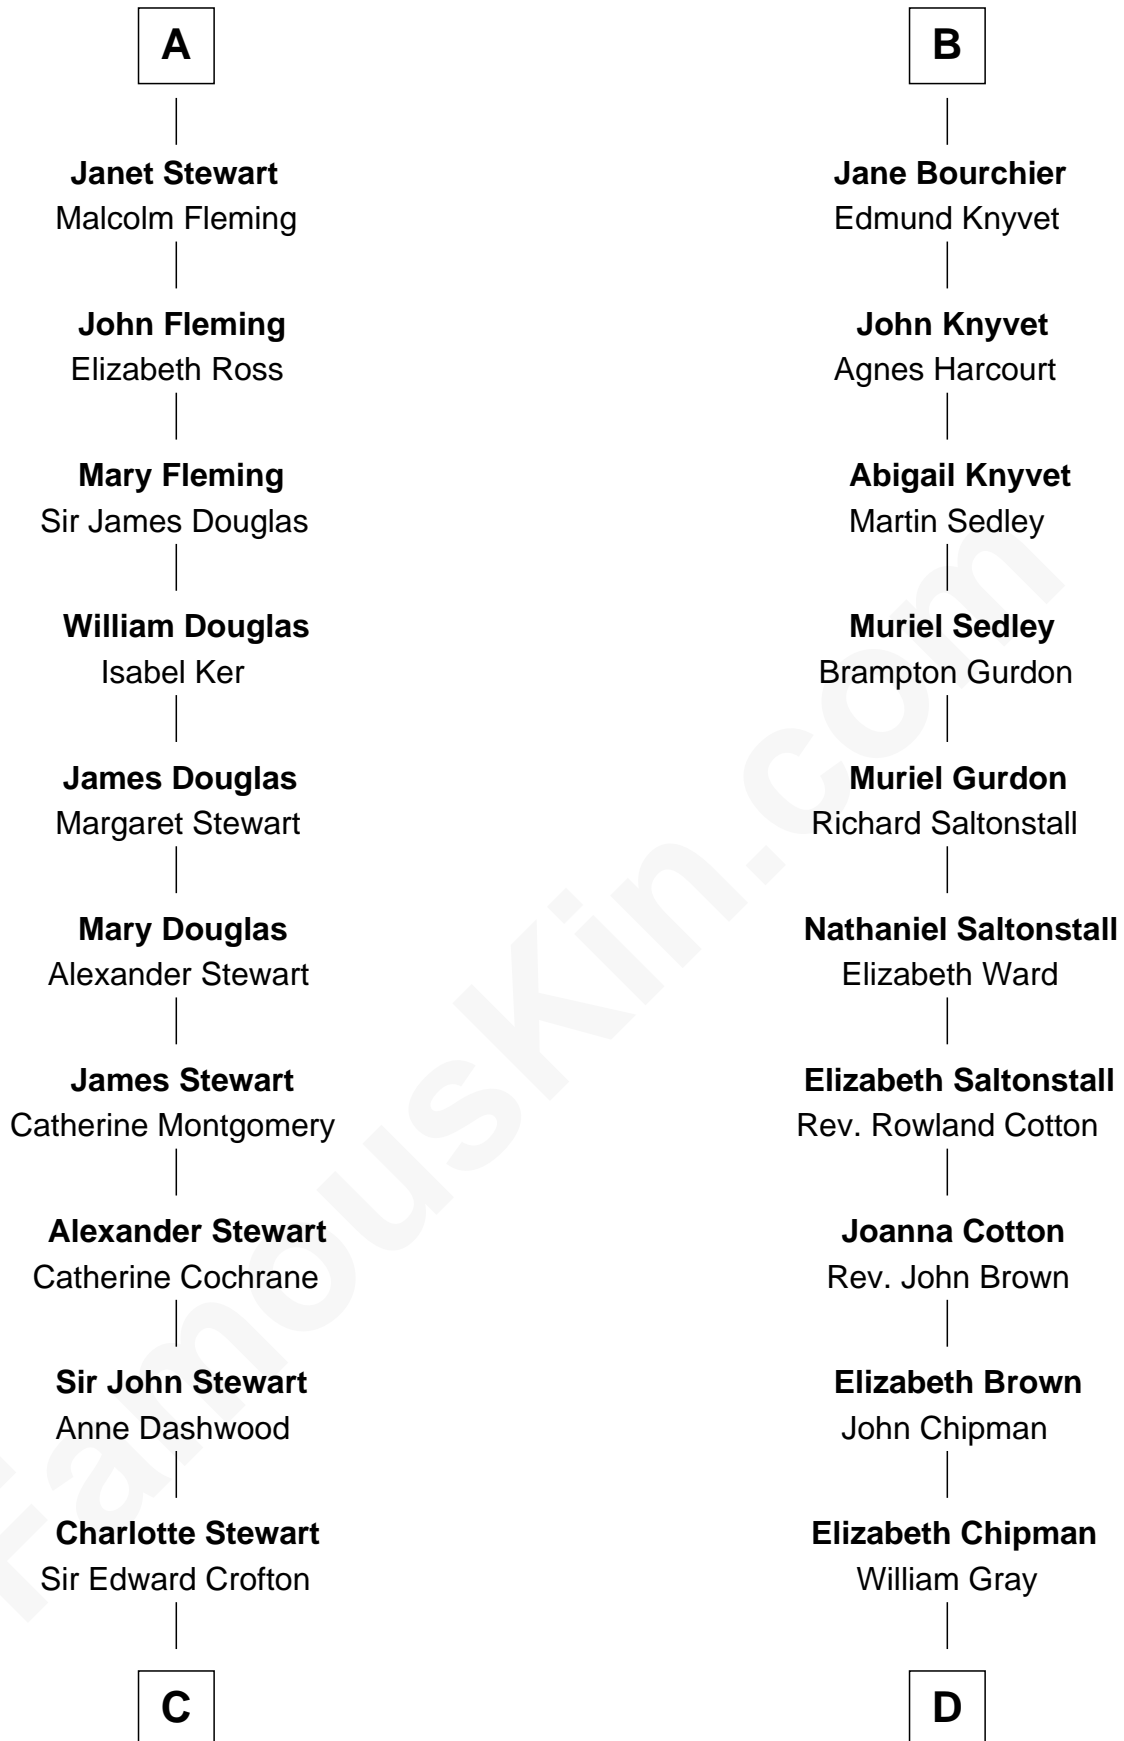 A
Janet Stewart
Malcolm Fleming
John Fleming
Elizabeth Ross
Mary Fleming
Sir James Douglas
William Douglas
Isabel Ker
James Douglas
Margaret Stewart
Mary Douglas
Alexander Stewart
James Stewart
Catherine Montgomery
Alexander Stewart
Catherine Cochrane
Sir John Stewart
Anne Dashwood
Charlotte Stewart
Sir Edward Crofton
C
B
Jane Bourchier
Edmund Knyvet
John Knyvet
Agnes Harcourt
Abigail Knyvet
Martin Sedley
Muriel Sedley
Brampton Gurdon
Muriel Gurdon
Richard Saltonstall
Nathaniel Saltonstall
Elizabeth Ward
Elizabeth Saltonstall
Rev. Rowland Cotton
Joanna Cotton
Rev. John Brown
Elizabeth Brown
John Chipman
Elizabeth Chipman
William Gray
D
FamousKin.com